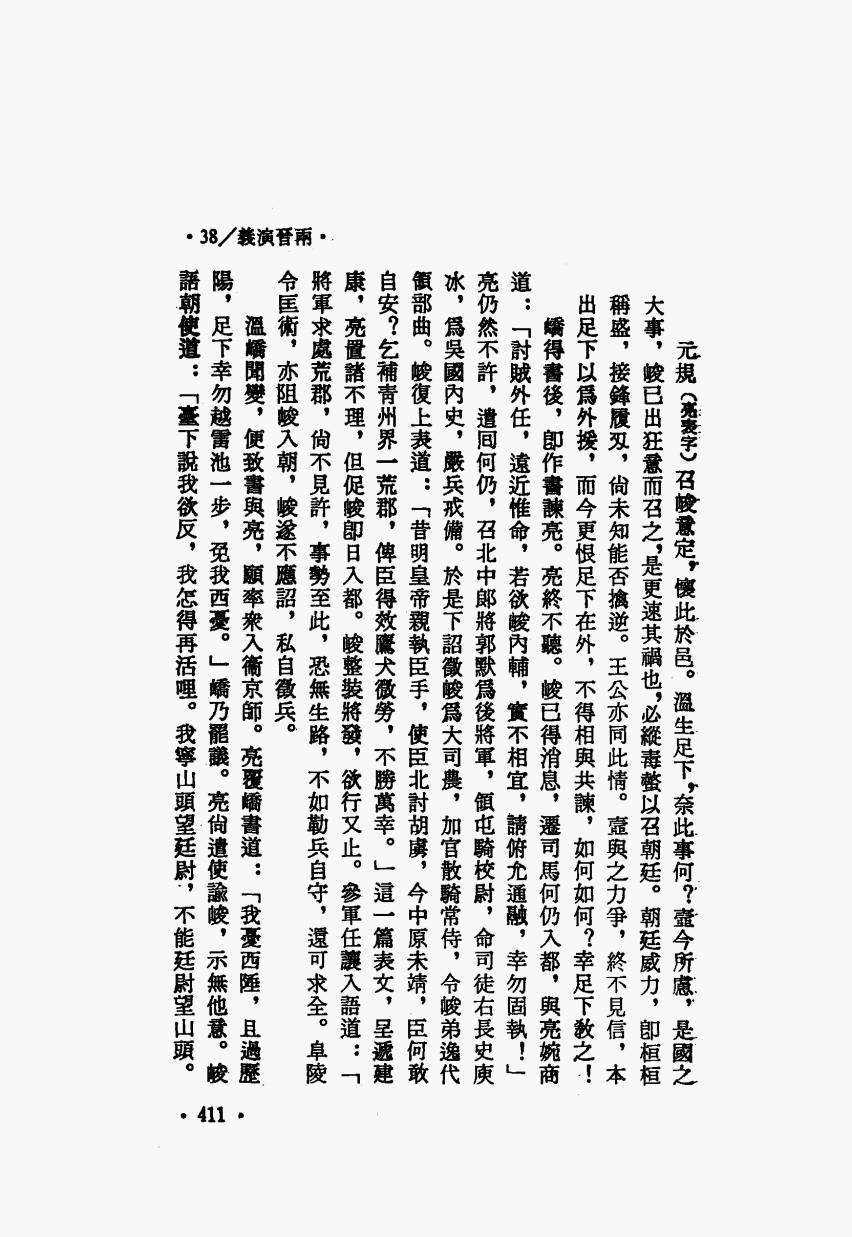 •38／義演晉兩•
元規（亮表字）召峻意定，懷此於邑。溫生足下，奈此事何？壼今所慮，是國之
大事，峻已出狂意而召之，是更速其禍也，必縱毒螫以召朝廷。朝廷威力，卽桓桓
稱盛，接鋒履刄，尙未知能否擒逆。王公亦同此情。壼與之力爭，終不見信，本
出足下以爲外援，而今更恨足下在外，不得相與共諫，如何如何？幸足下敎之！
嶠得書後，卽作書諫亮。亮終不聽。峻已得消息，遷司馬何仍入都，與亮婉商
道：「討賊外任，遠近惟命，若欲峻內輔，實不相宜，請俯允通融，幸勿固執！」
亮仍然不許，遣囘何仍，召北中郎將郭默爲後將軍，領屯騎校尉，命司徒右長史庾
冰，爲吳國內史，嚴兵戒備。於是下詔徵峻爲大司農，加官散騎常侍，令峻弟逸代
領部曲。峻復上表道：「昔明皇帝親執臣手，使臣北討胡虜，今中原未靖，臣何敢
自安？乞補靑州界一荒郡，俾臣得效鷹犬微勞，不勝萬幸。」這一篇表文，呈遞建
康，亮置諸不理，但促峻卽日入都。峻整裝將發，欲行又止。參軍任讓入語道：「
將軍求處荒郡，尙不見許，事勢至此，恐無生路，不如勒兵自守，還可求全。阜陵
令匡術，亦阻峻入朝，峻遂不應詔，私自徵兵。
溫嶠聞變，便致書與亮，願率衆入衞京師。亮覆嶠書道：「我憂西陲，且過歷
陽，足下幸勿越雷池一步，免我西憂。」嶠乃罷議。亮尙遣使諭峻，示無他意。峻
語朝使道：「臺下說我欲反，我怎得再活哩。我寧山頭望廷尉，不能廷尉望山頭。
•411•